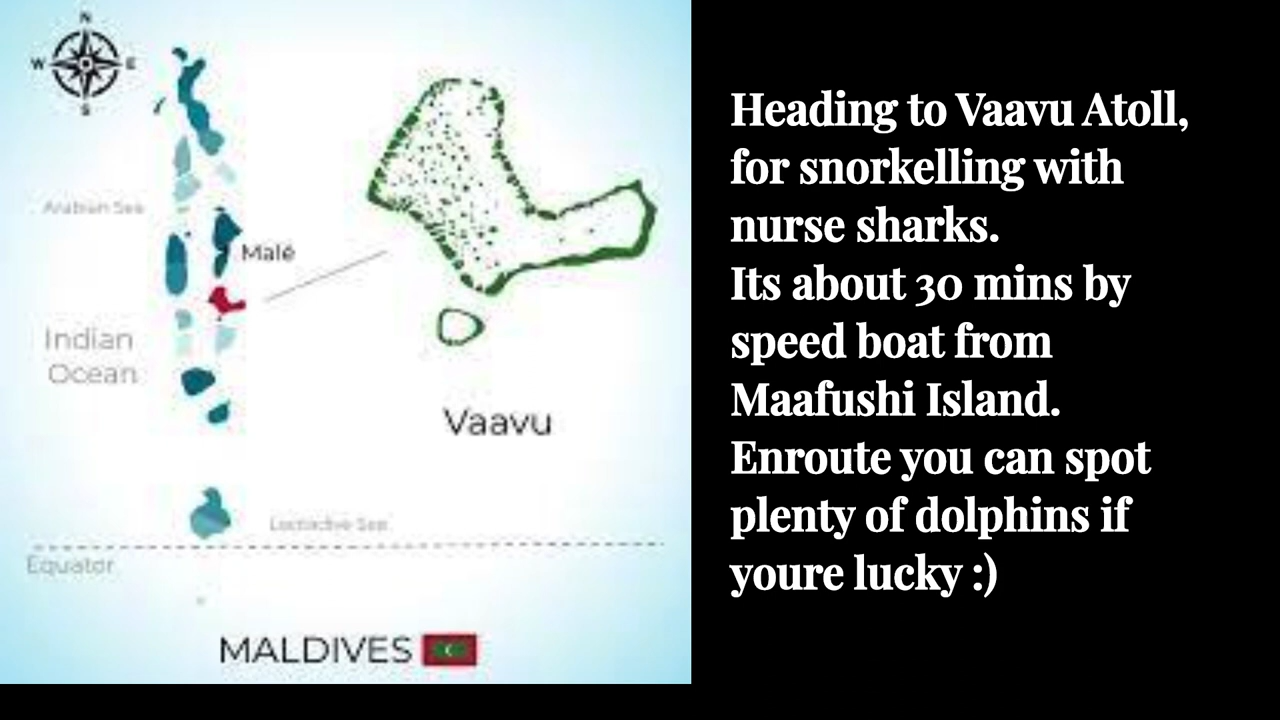 N
W E
S
Arabian Sea
Malé
Indian
Ocean
Vaavu
Laccadive Sea
Equator
MALDIVES
Heading to Vaavu Atoll,
for snorkelling with
nurse sharks.
Its about 30 mins by
speed boat from
Maafushi Island.
Enroute you can spot
plenty of dolphins if
youre lucky :)